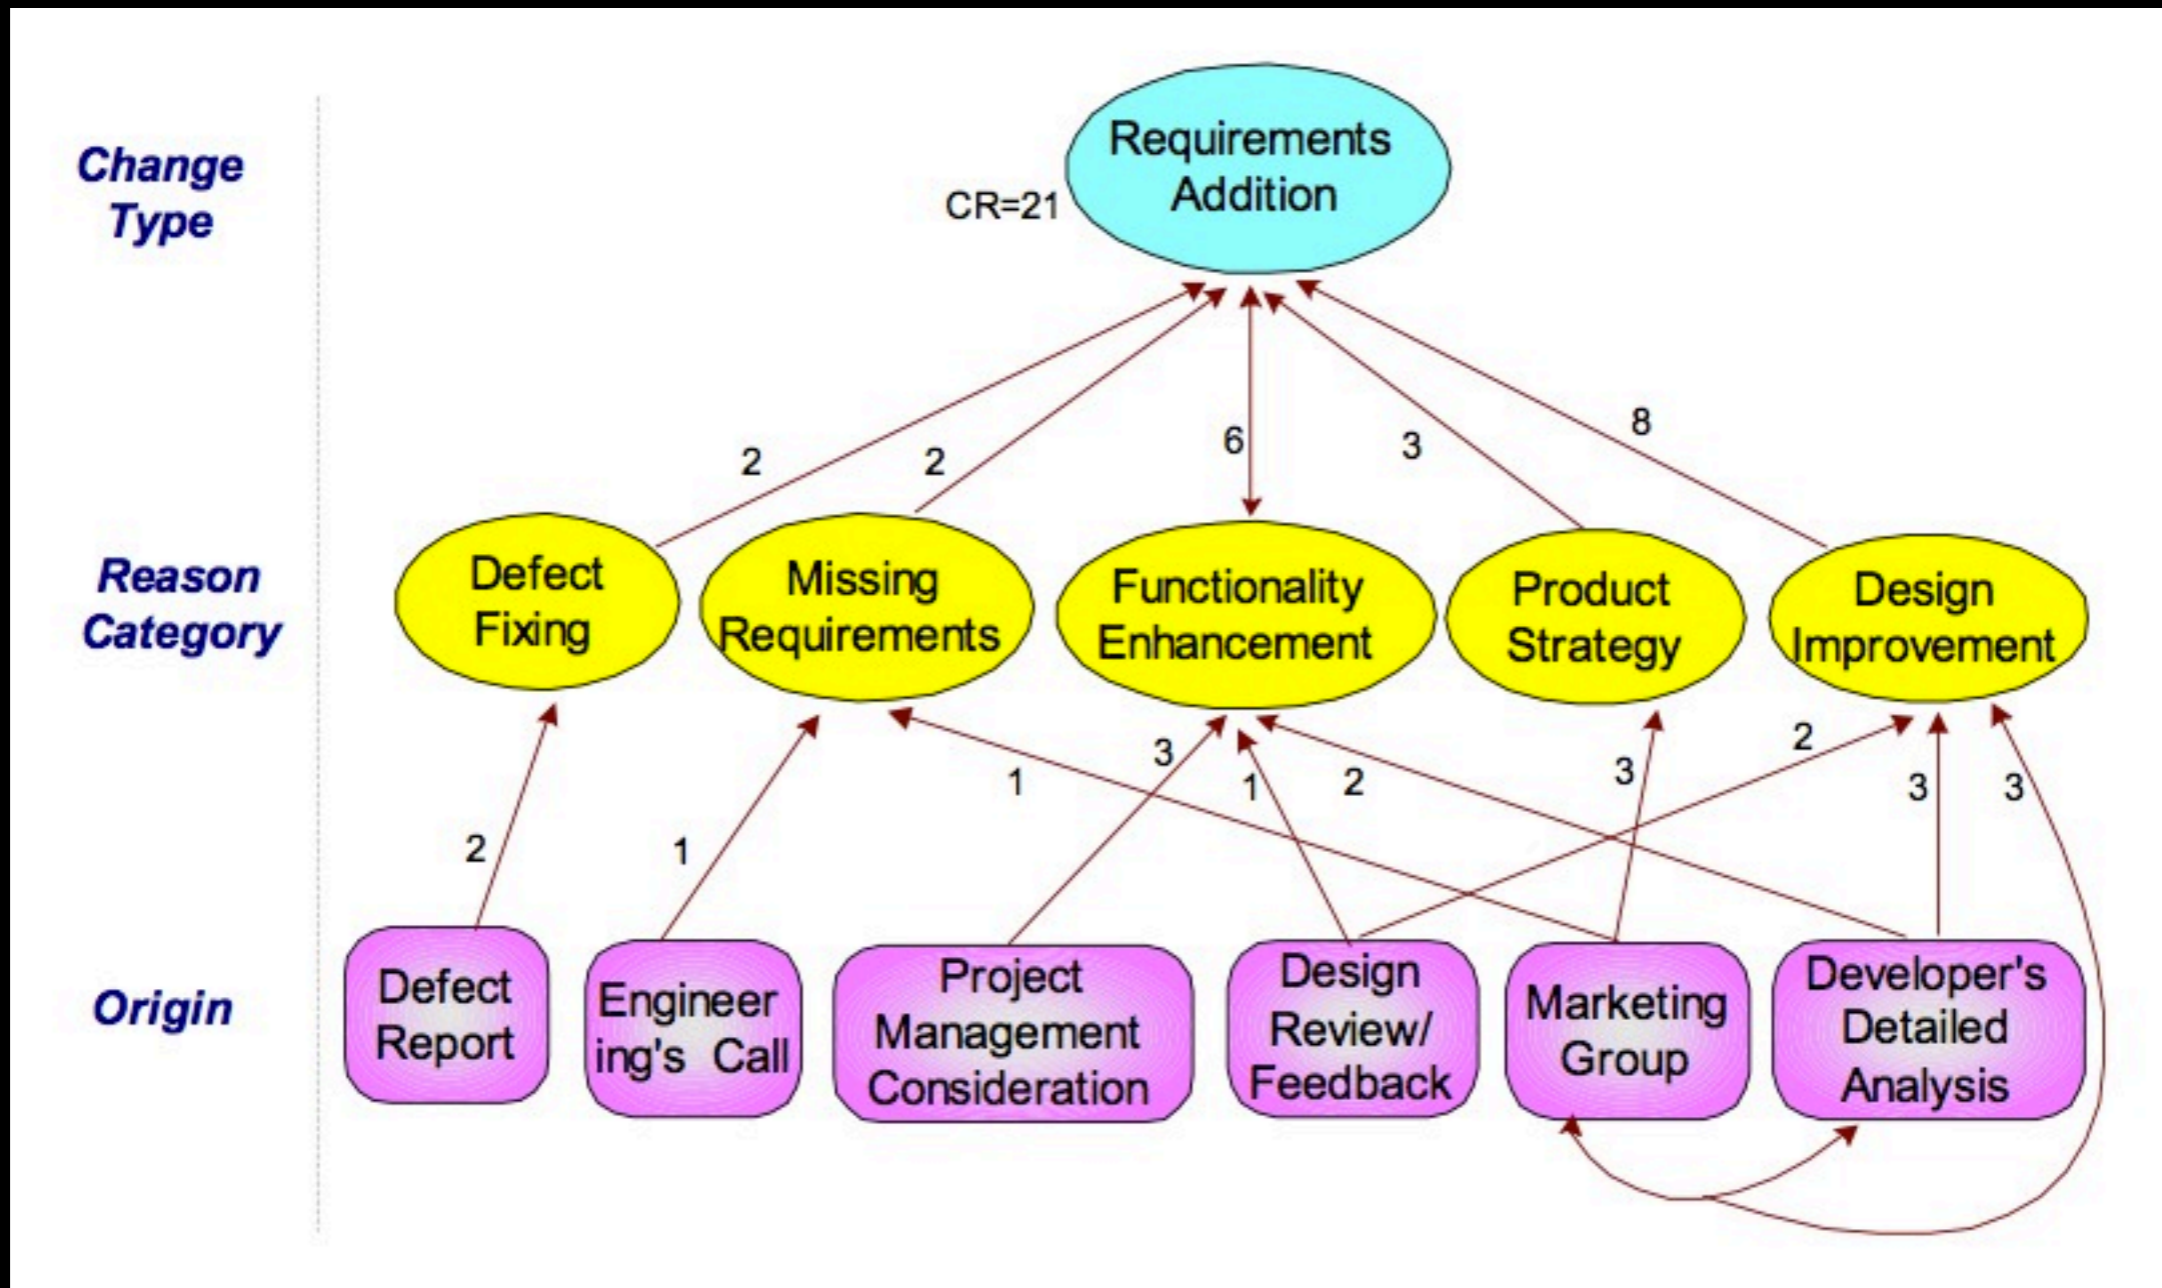 Change
Type
Requirements
Addition
CR=21
2
2
6
3
8
Reason
Category
Defect
Fixing
Missing
Requirements
Functionality
Enhancement
Product
Strategy
Design
Improvement
2
1
1
3
1
2
3
2
3
3
Origin
Defect
Report
Engineer
ing's Call
Project
Management
Consideration
Design
Review/
Feedback
Marketing
Group
Developer's
Detailed
Analysis